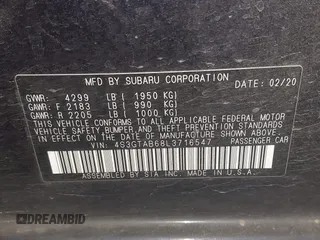 MFD BY SUBARU CORPORATION DATE 02/20
GVWR: 4299 LB ( 1950 KG)
GAWR: F 2183 LB ( 990 KG)
GAWR: R 2205 LB ( 1000 KG)
THIS VEHICLE CONFORMS TO ALL APPLICABLE FEDERAL MOTOR
VEHICLE SAFETY, BUMPER, AND THEFT PREVENTION STANDARDS
IN EFFECT ON THE DATE OF MANUFACTURE SHOWN ABOVE.
VIN: 4S3GTAB68L3716547 PASSENGER CAR
ASSEMBLED BY SIA INC. MADE IN U.S.A.
DREAMBID